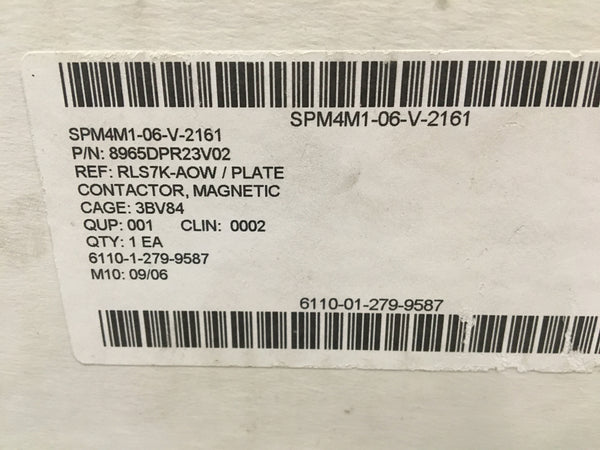 SPM4M1-06-V-2161
SPM4M1-06-V-2161
P/N: 8965DPR23V02
REF: RLS7K-AOW / PLATE
CONTACTOR, MAGNETIC
CAGE: 3BV84
QUP: 001 CLIN: 0002
QTY: 1 EA
6110-1-279-9587
M10: 09/06
6110-01-279-9587